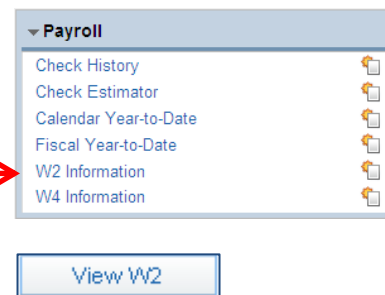 Payroll
Check History
Check Estimator
Calendar Year-to-Date
Fiscal Year-to-Date
W2 Information
W4 Information
View W2